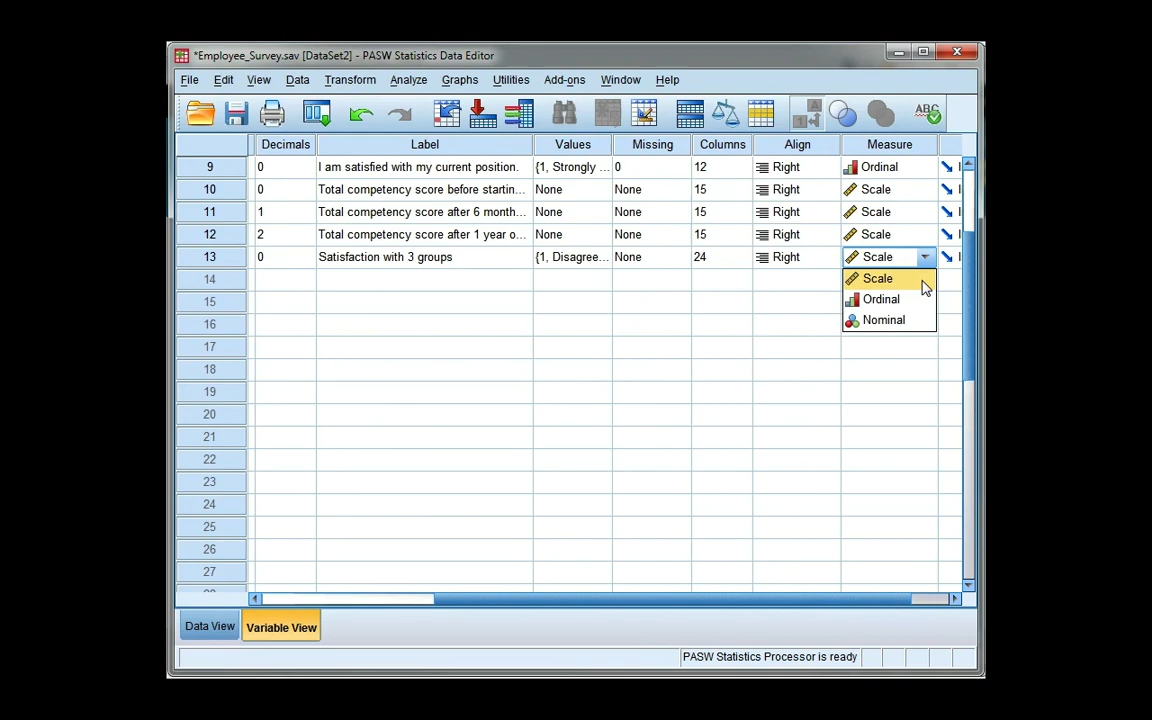 *Employee_Survey.sav [DataSet2] - PASW Statistics Data Editor
File Edit View Data Transform Analyze Graphs Utilities Add-ons Window Help
Decimals Label Values Missing Columns Align Measure
9 0 I am satisfied with my current position. {1, Strongly ... 0 12 Right Ordinal
10 0 Total competency score before startin... None None 15 Right Scale
11 1 Total competency score after 6 month... None None 15 Right Scale
12 2 Total competency score after 1 year o... None None 15 Right Scale
13 0 Satisfaction with 3 groups {1, Disagree... None 24 Right Scale
14 Scale
15 Ordinal
16 Nominal
17
18
19
20
21
22
23
24
25
26
27
Data View Variable View
PASW Statistics Processor is ready